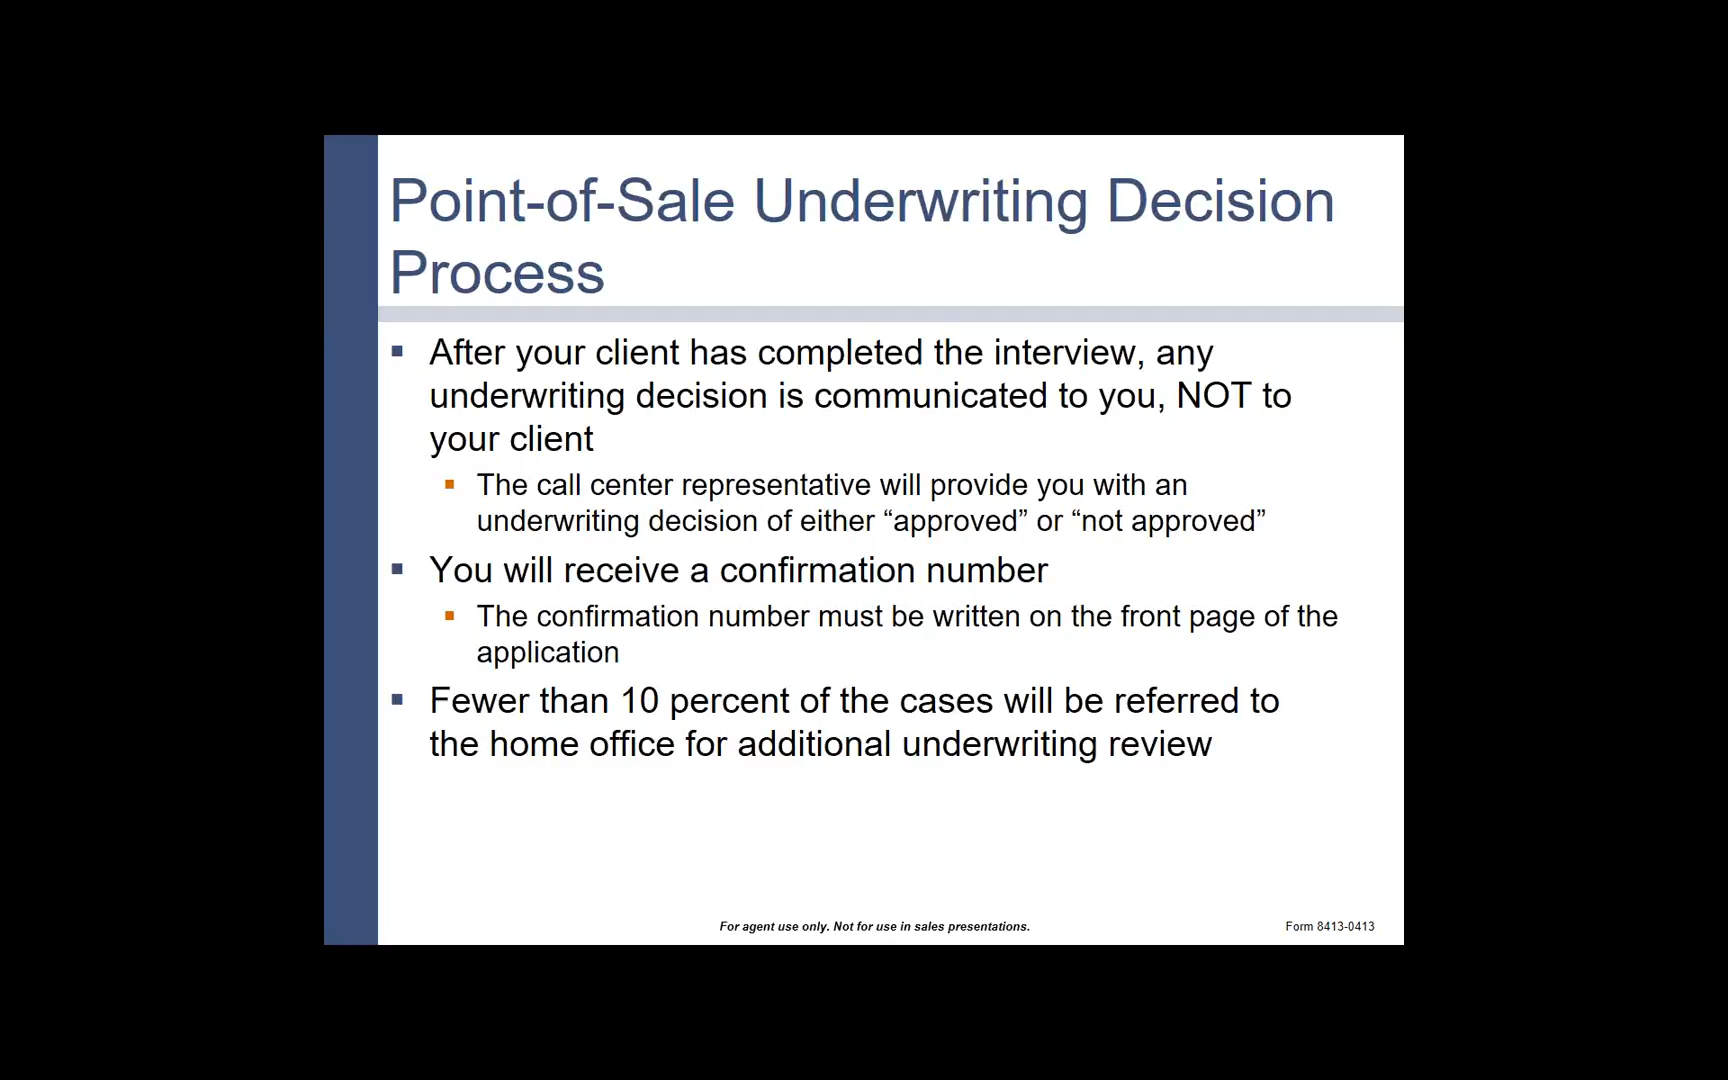 Point-of-Sale Underwriting Decision
Process
After your client has completed the interview, any
underwriting decision is communicated to you, NOT to
your client
The call center representative will provide you with an
underwriting decision of either “approved” or “not approved”
You will receive a confirmation number
The confirmation number must be written on the front page of the
application
Fewer than 10 percent of the cases will be referred to
the home office for additional underwriting review
For agent use only. Not for use in sales presentations.
Form 8413-0413